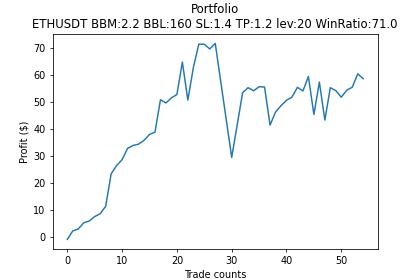 Portfolio
ETHUSDT BBM:2.2 BBL:160 SL:1.4 TP:1.2 lev:20 WinRatio:71.0
70
60
50
40
30
20
10
0
Profit ($)
0 10 20 30 40 50
Trade counts